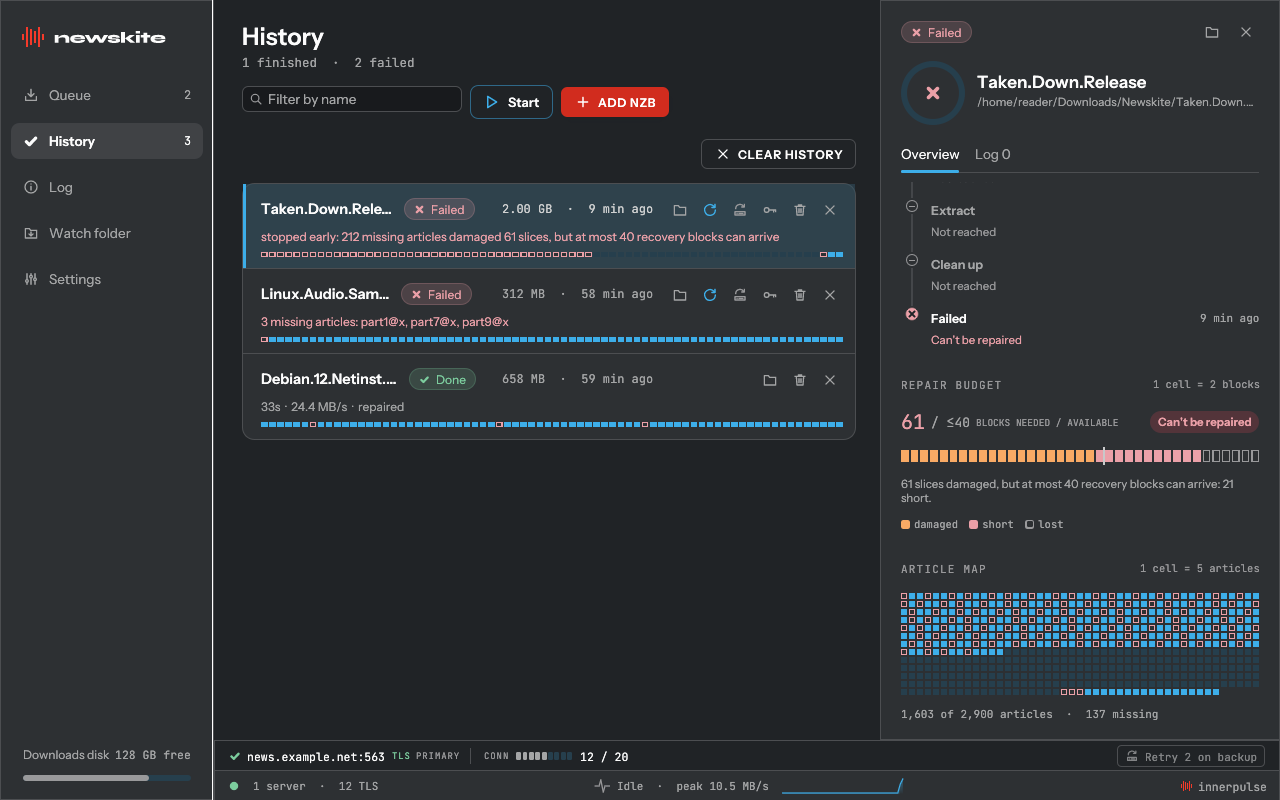 newskite
Queue 2
History 3
Log
Watch folder
Settings
Downloads disk 128 GB free
History
1 finished · 2 failed
Filter by name
Start
ADD NZB
CLEAR HISTORY
Taken.Down.Rele... Failed 2.00 GB · 9 min ago
stopped early: 212 missing articles damaged 61 slices, but at most 40 recovery blocks can arrive
Linux.Audio.Sam... Failed 312 MB · 58 min ago
3 missing articles: part1@x, part7@x, part9@x
Debian.12.Netinst.... Done 658 MB · 59 min ago
33s · 24.4 MB/s · repaired
Failed
Taken.Down.Release
/home/reader/Downloads/Newskite/Taken.Down....
Overview Log 0
Extract
Not reached
Clean up
Not reached
Failed 9 min ago
Can't be repaired
REPAIR BUDGET 1 cell = 2 blocks
61 / ≤40 BLOCKS NEEDED / AVAILABLE Can't be repaired
61 slices damaged, but at most 40 recovery blocks can arrive: 21
short.
damaged short lost
ARTICLE MAP 1 cell = 5 articles
1,603 of 2,900 articles · 137 missing
news.example.net:563 TLS PRIMARY CONN 12 / 20
Retry 2 on backup
1 server · 12 TLS
Idle · peak 10.5 MB/s
innerpulse